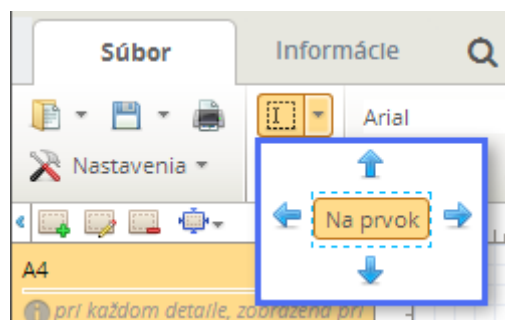 Súbor
Informácie
Arial
Nastavenia
Na prvok
A4
pri každom detaile, zobrazená pri